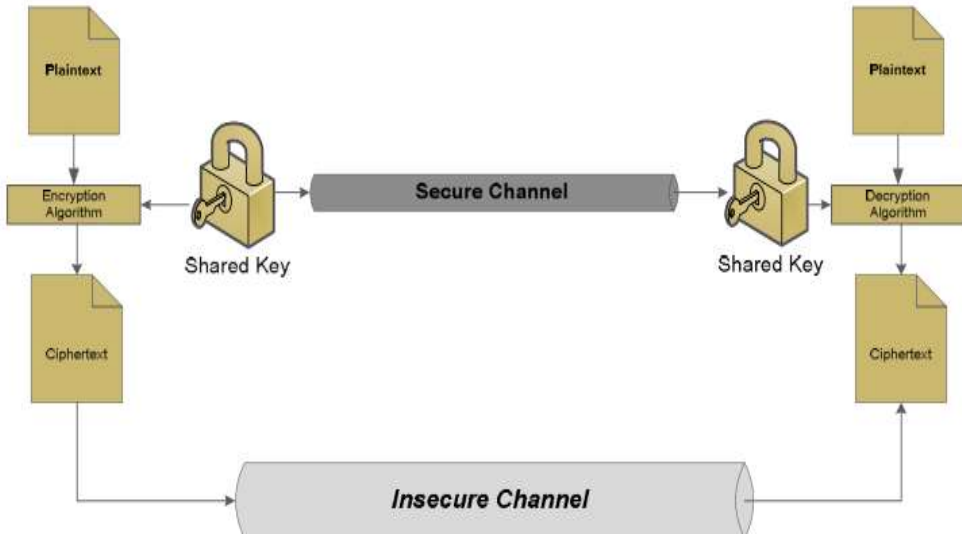 Plaintext
Plaintext
Encryption
Algorithm
Secure Channel
Decryption
Algorithm
Shared Key
Shared Key
Ciphertext
Ciphertext
Insecure Channel